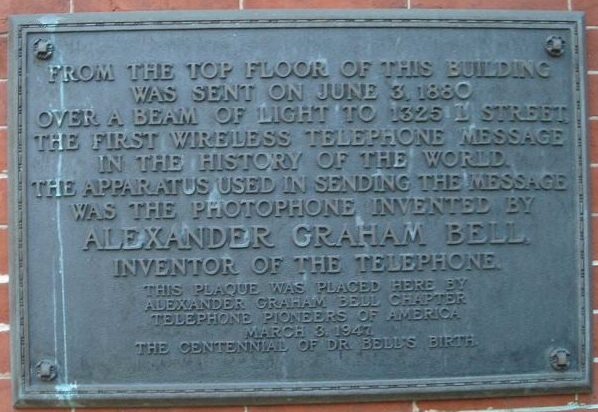 FROM THE TOP FLOOR OF THIS BUILDING
WAS SENT ON JUNE 3, 1880
OVER A BEAM OF LIGHT TO 1325 L STREET,
THE FIRST WIRELESS TELEPHONE MESSAGE
IN THE HISTORY OF THE WORLD.
THE APPARATUS USED IN SENDING THE MESSAGE
WAS THE PHOTOPHONE INVENTED BY
ALEXANDER GRAHAM BELL,
INVENTOR OF THE TELEPHONE.
THIS PLAQUE WAS PLACED HERE BY
ALEXANDER GRAHAM BELL CHAPTER
TELEPHONE PIONEERS OF AMERICA
MARCH 3, 1947
THE CENTENNIAL OF DR. BELL'S BIRTH.